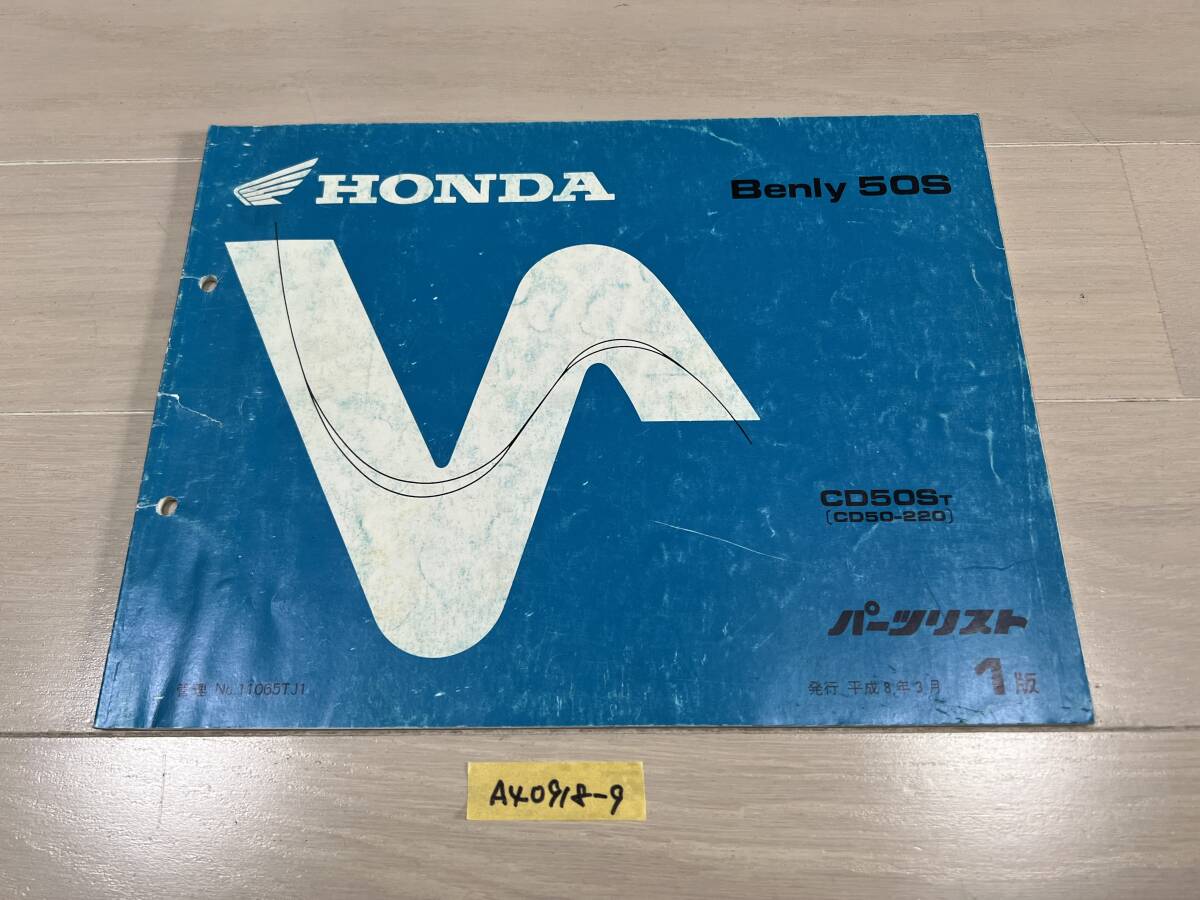 HONDA
Benly 50S
CD50ST
〔CD50-220〕
パーツリスト
管理 No.11065TJ1
発行 平成8年3月 1版
A40918-9